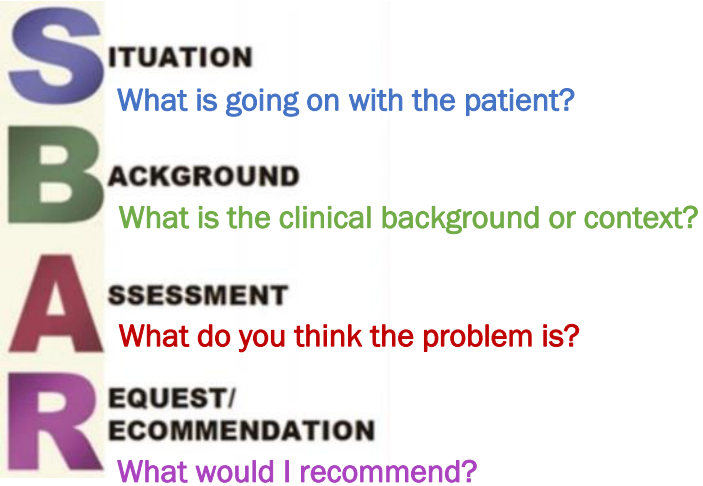 SITUATION
What is going on with the patient?
BACKGROUND
What is the clinical background or context?
ASSESSMENT
What do you think the problem is?
REQUEST/
RECOMMENDATION
What would I recommend?